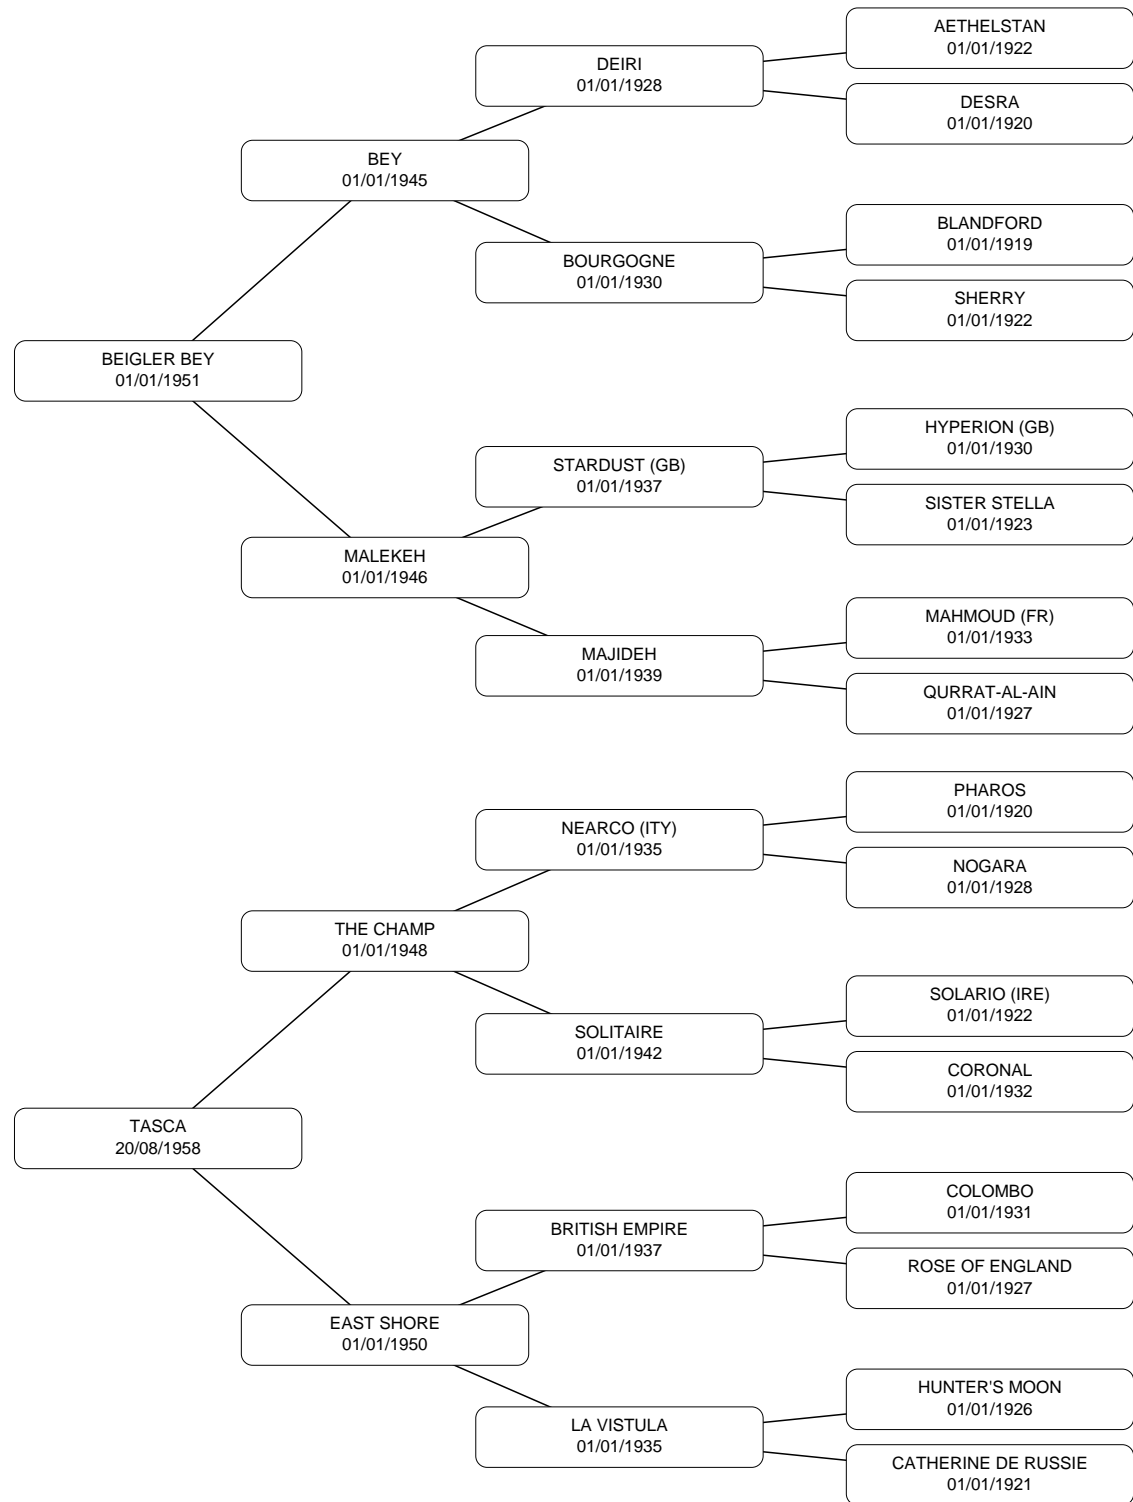 AETHELSTAN
01/01/1922
DEIRI
01/01/1928
DESRA
01/01/1920
BEY
01/01/1945
BLANDFORD
01/01/1919
BOURGOGNE
01/01/1930
SHERRY
01/01/1922
BEIGLER BEY
01/01/1951
HYPERION (GB)
01/01/1930
STARDUST (GB)
01/01/1937
SISTER STELLA
01/01/1923
MALEKEH
01/01/1946
MAHMOUD (FR)
01/01/1933
MAJIDEH
01/01/1939
QURRAT-AL-AIN
01/01/1927
PHAROS
01/01/1920
NEARCO (ITY)
01/01/1935
NOGARA
01/01/1928
THE CHAMP
01/01/1948
SOLARIO (IRE)
01/01/1922
SOLITAIRE
01/01/1942
CORONAL
01/01/1932
TASCA
20/08/1958
COLOMBO
01/01/1931
BRITISH EMPIRE
01/01/1937
ROSE OF ENGLAND
01/01/1927
EAST SHORE
01/01/1950
HUNTER'S MOON
01/01/1926
LA VISTULA
01/01/1935
CATHERINE DE RUSSIE
01/01/1921